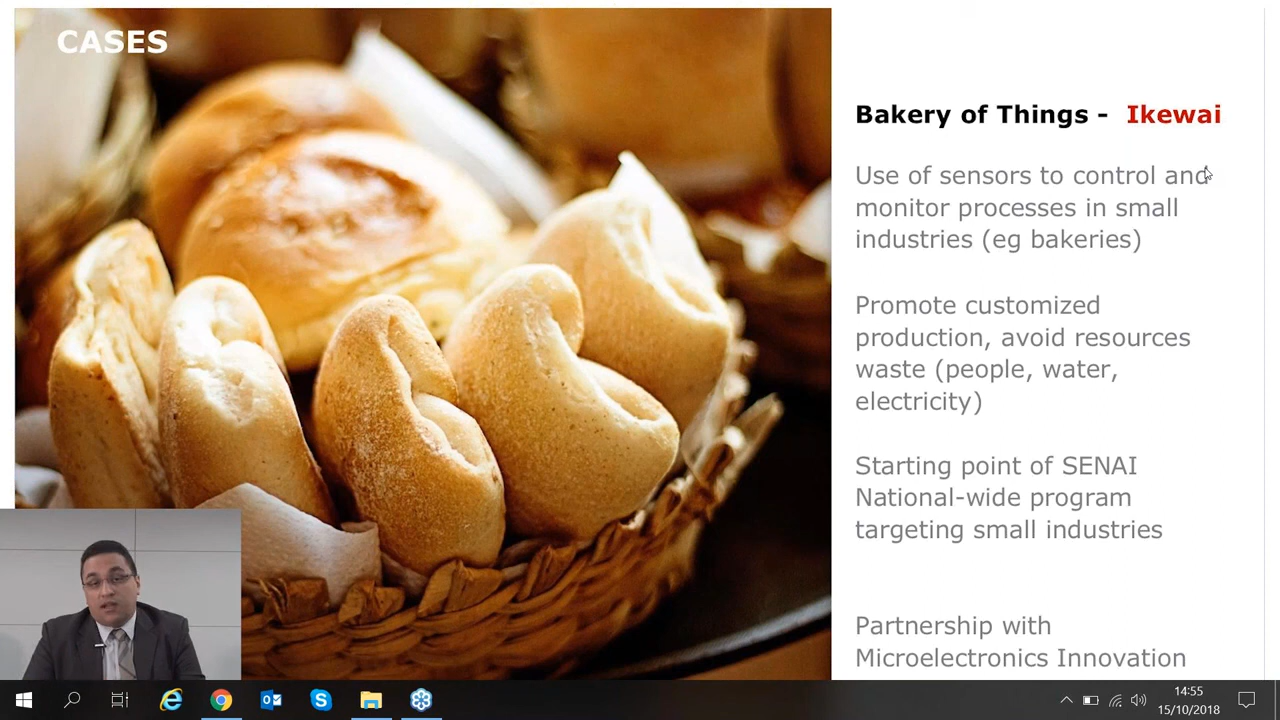 CASES
Bakery of Things - Ikewai
Use of sensors to control and
monitor processes in small
industries (eg bakeries)
Promote customized
production, avoid resources
waste (people, water,
electricity)
Starting point of SENAI
National-wide program
targeting small industries
Partnership with
Microelectronics Innovation
14:55
15/10/2018